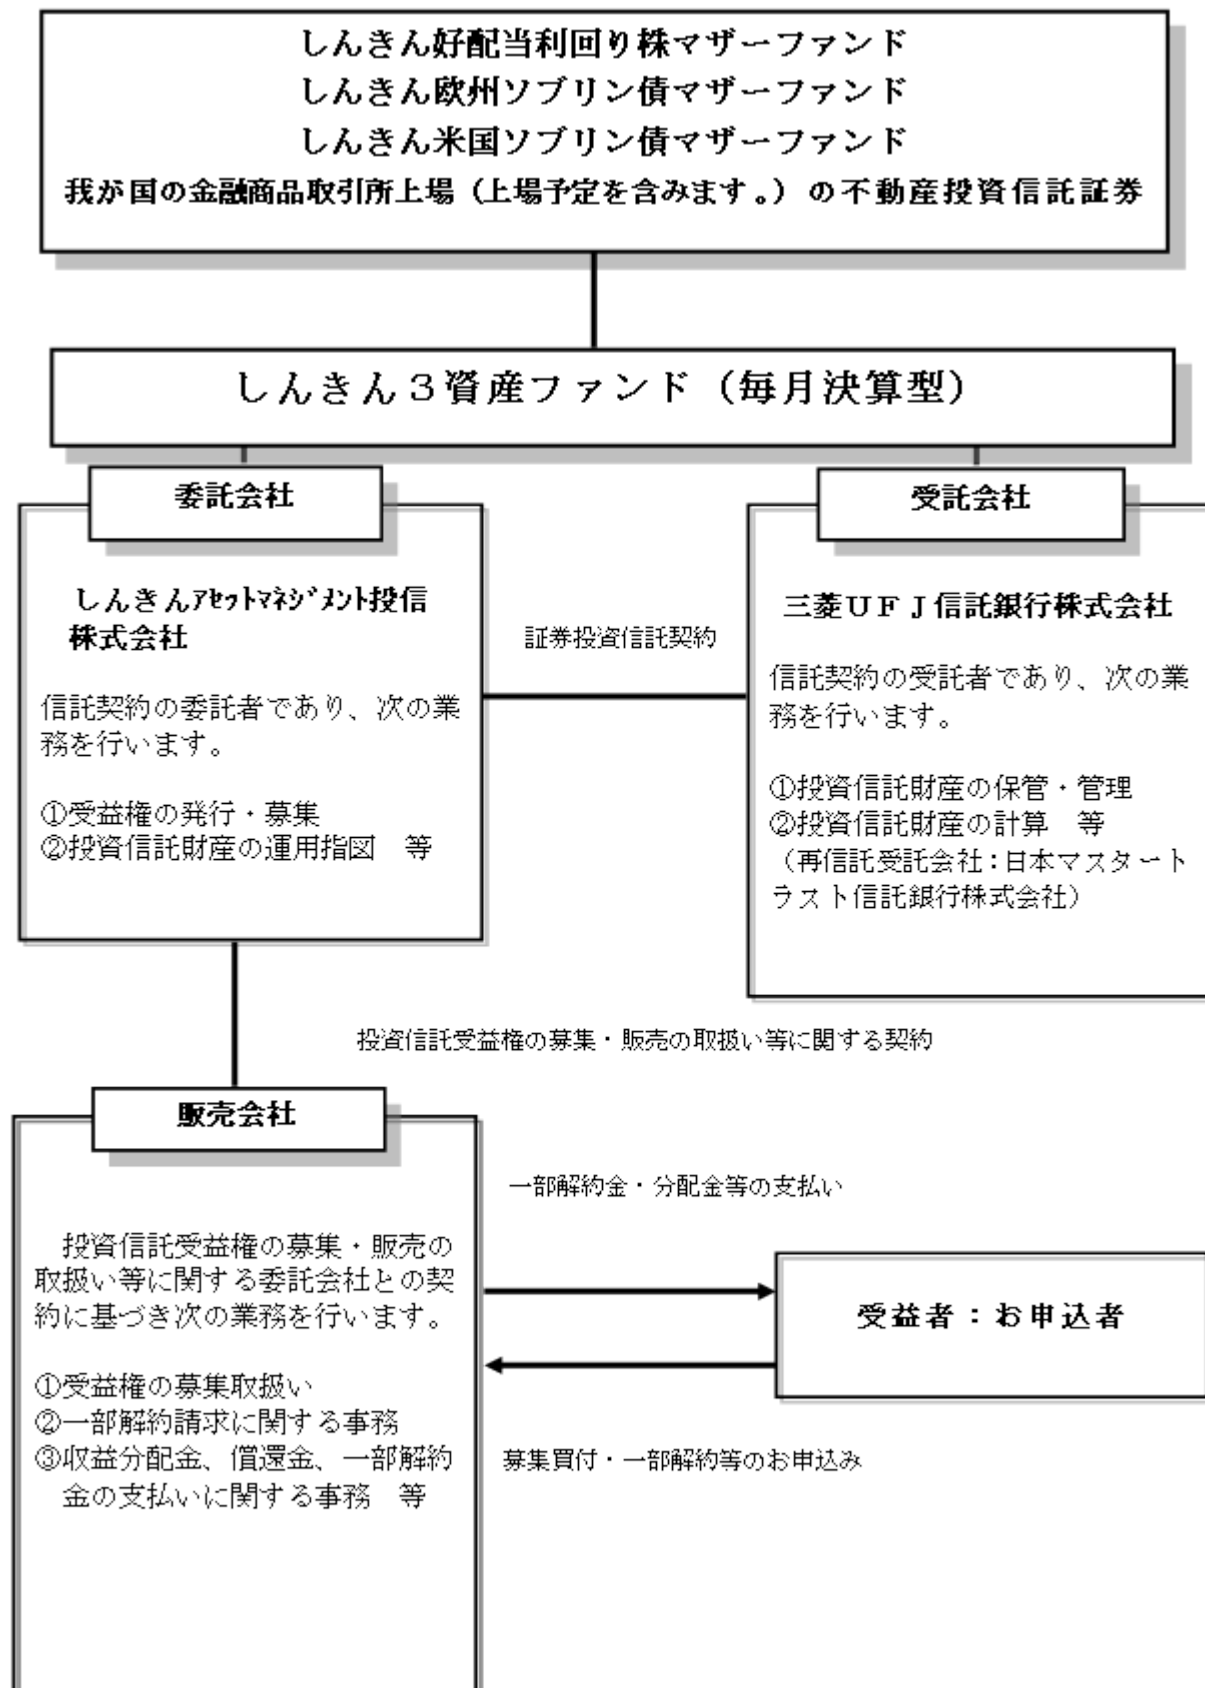 しんきん好配当利回り株マザーファンド
しんきん欧州ソブリン債マザーファンド
しんきん米国ソブリン債マザーファンド
我が国の金融商品取引所上場（上場予定を含みます。）の不動産投資信託証券
しんきん３資産ファンド（毎月決算型）
委託会社
しんきんｱｾｯﾄﾏﾈｼﾞﾒﾝﾄ投信
株式会社
信託契約の委託者であり、次の業
務を行います。
①受益権の発行・募集
②投資信託財産の運用指図　等
証券投資信託契約
受託会社
三菱ＵＦＪ信託銀行株式会社
信託契約の受託者であり、次の業
務を行います。
①投資信託財産の保管・管理
②投資信託財産の計算　等
（再信託受託会社：日本マスタート
ラスト信託銀行株式会社）
投資信託受益権の募集・販売の取扱い等に関する契約
販売会社
投資信託受益権の募集・販売の
取扱い等に関する委託会社との契
約に基づき次の業務を行います。
①受益権の募集取扱い
②一部解約請求に関する事務
③収益分配金、償還金、一部解約
金の支払いに関する事務　等
一部解約金・分配金等の支払い
受益者：お申込者
募集買付・一部解約等のお申込み